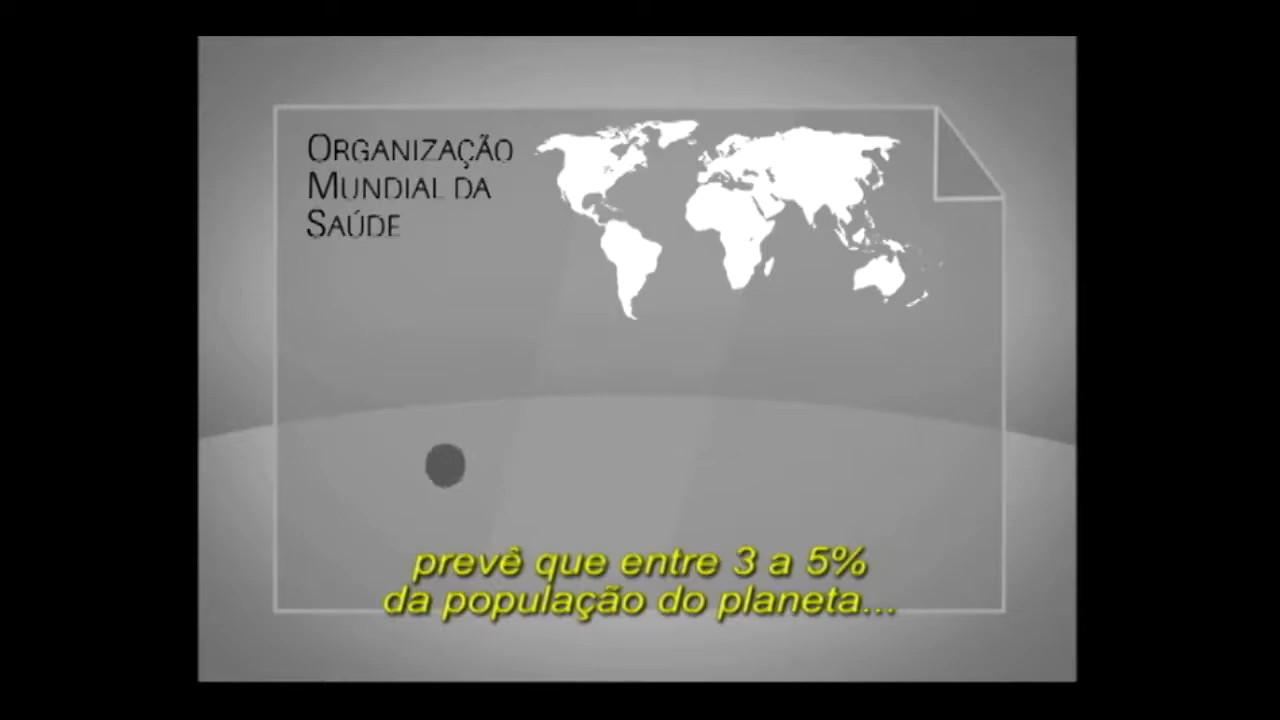 ORGANIZAÇÃO
MUNDIAL DA
SAÚDE
prevê que entre 3 a 5%
da população do planeta...